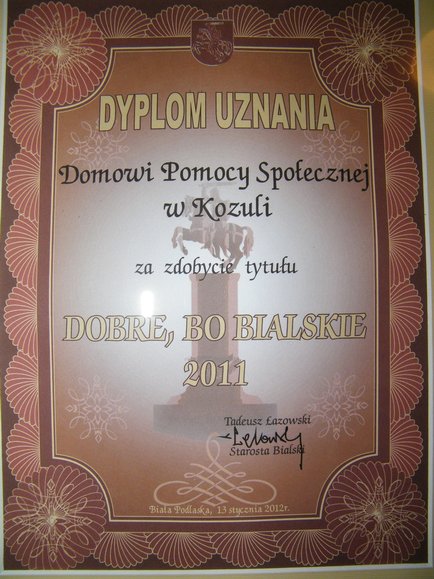 DYPLOM UZNANIA
Domowi Pomocy Społecznej
w Kozuli
za zdobycie tytułu
DOBRE, BO BIALSKIE
2011
Tadeusz Łazowski
Starosta Bialski
Biała Podlaska, 13 stycznia 2012r.